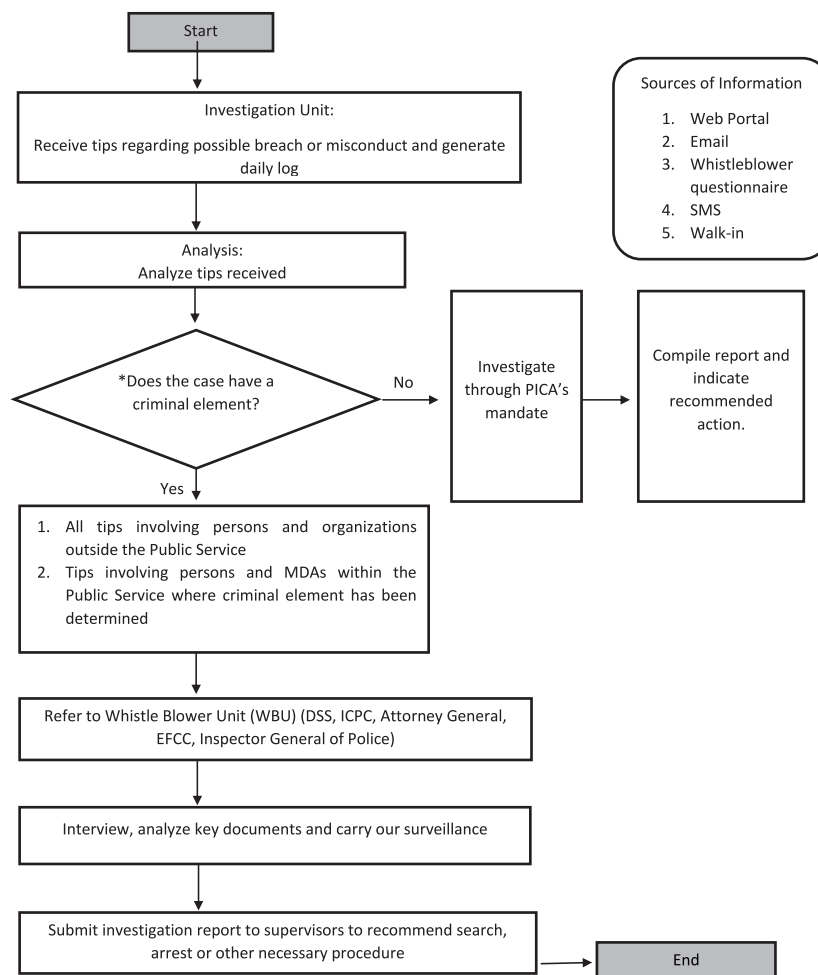 Start
Investigation Unit:
Receive tips regarding possible breach or misconduct and generate
daily log
Sources of Information
1. Web Portal
2. Email
3. Whistleblower
questionnaire
4. SMS
5. Walk-in
Analysis:
Analyze tips received
*Does the case have a
criminal element?
No
Investigate
through PICA’s
mandate
Compile report and
indicate
recommended
action.
Yes
1. All tips involving persons and organizations
outside the Public Service
2. Tips involving persons and MDAs within the
Public Service where criminal element has been
determined
Refer to Whistle Blower Unit (WBU) (DSS, ICPC, Attorney General,
EFCC, Inspector General of Police)
Interview, analyze key documents and carry our surveillance
Submit investigation report to supervisors to recommend search,
arrest or other necessary procedure
End